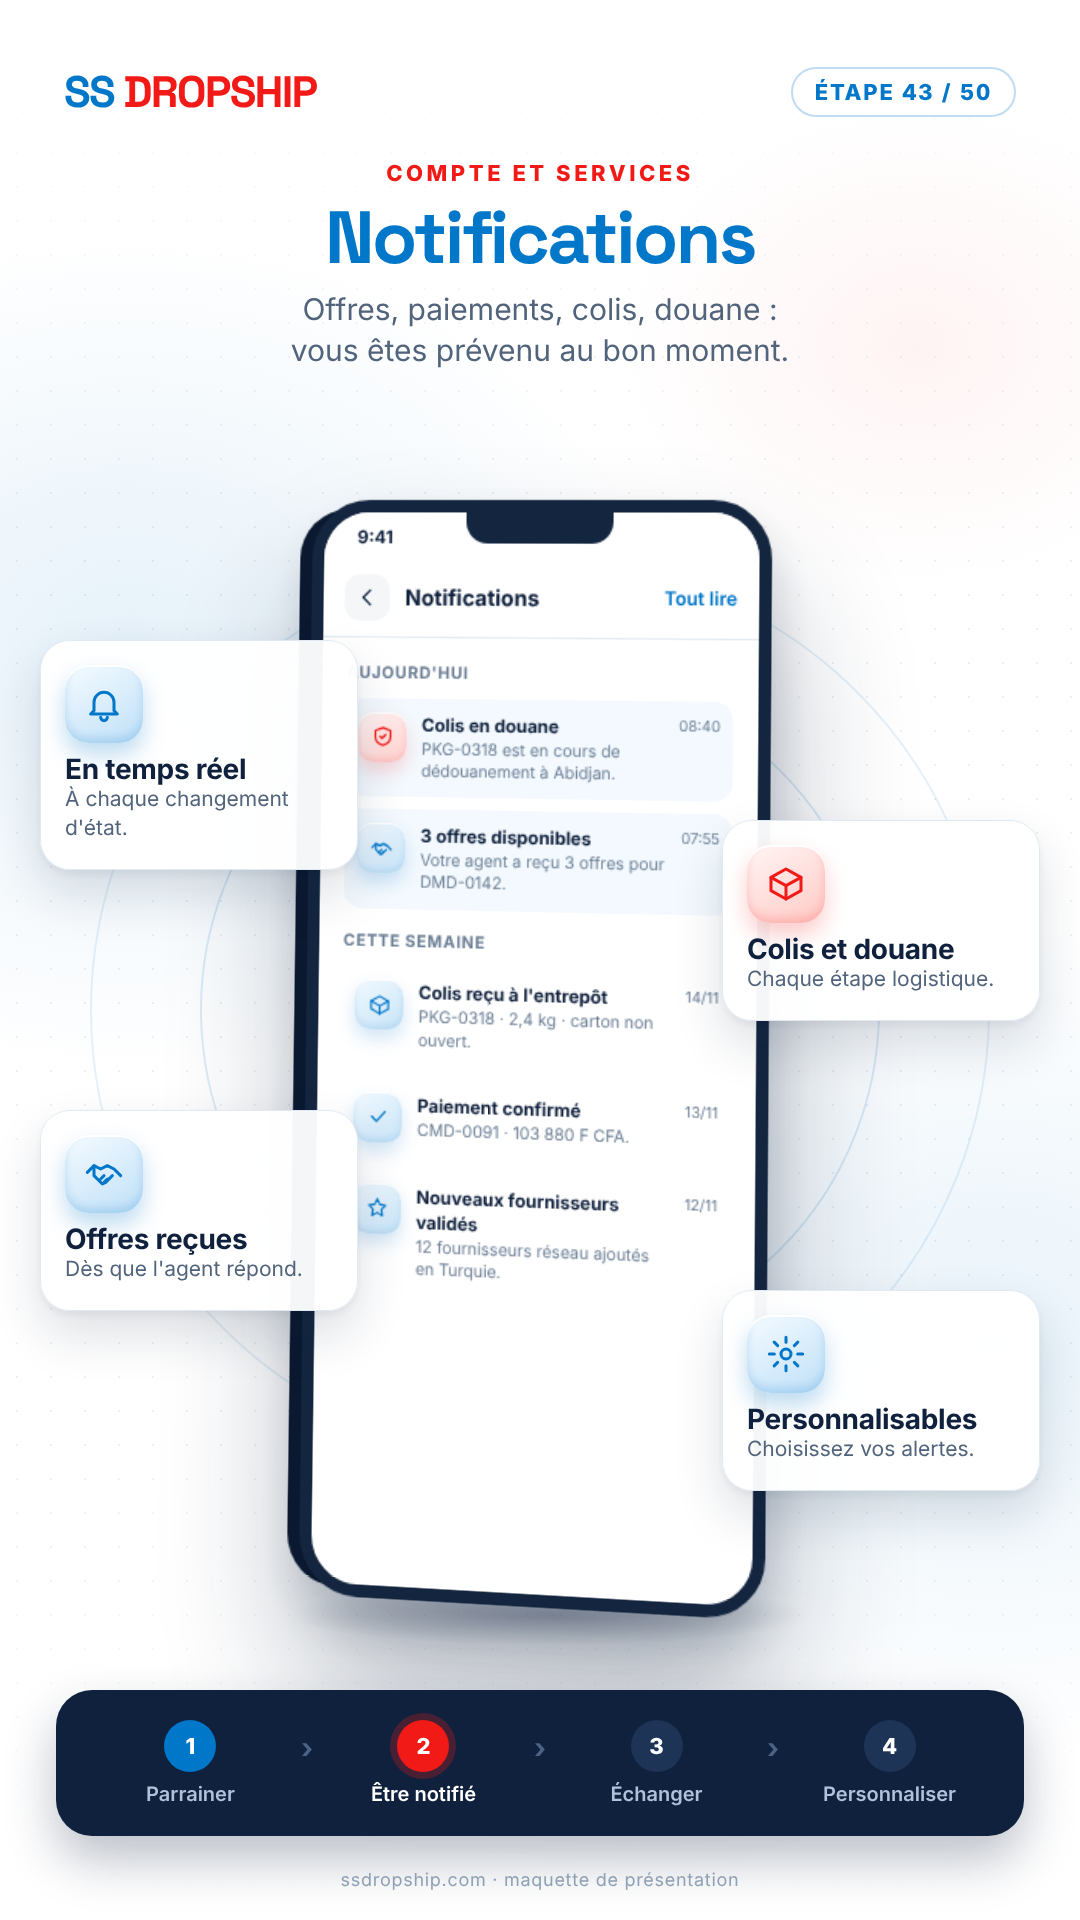 SS DROPSHIP
ÉTAPE 43 / 50
COMPTE ET SERVICES
Notifications
Offres, paiements, colis, douane :
vous êtes prévenu au bon moment.
9:41
Notifications
Tout lire
UJOURD'HUI
Colis en douane
08:40
PKG-0318 est en cours de
dédouanement à Abidjan.
3 offres disponibles
07:55
Votre agent a reçu 3 offres pour
DMD-0142.
CETTE SEMAINE
Colis reçu à l'entrepôt
14/11
PKG-0318 · 2,4 kg · carton non
ouvert.
Paiement confirmé
13/11
CMD-0091 · 103 880 F CFA.
Nouveaux fournisseurs
validés
12/11
12 fournisseurs réseau ajoutés
en Turquie.
En temps réel
À chaque changement
d'état.
Colis et douane
Chaque étape logistique.
Offres reçues
Dès que l'agent répond.
Personnalisables
Choisissez vos alertes.
1
Parrainer
›
2
Être notifié
›
3
Échanger
›
4
Personnaliser
ssdropship.com · maquette de présentation